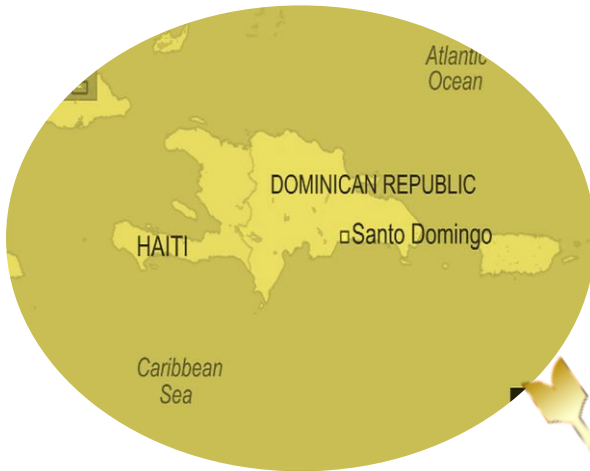 Atlantic
Ocean
DOMINICAN REPUBLIC
Santo Domingo
HAITI
Caribbean
Sea